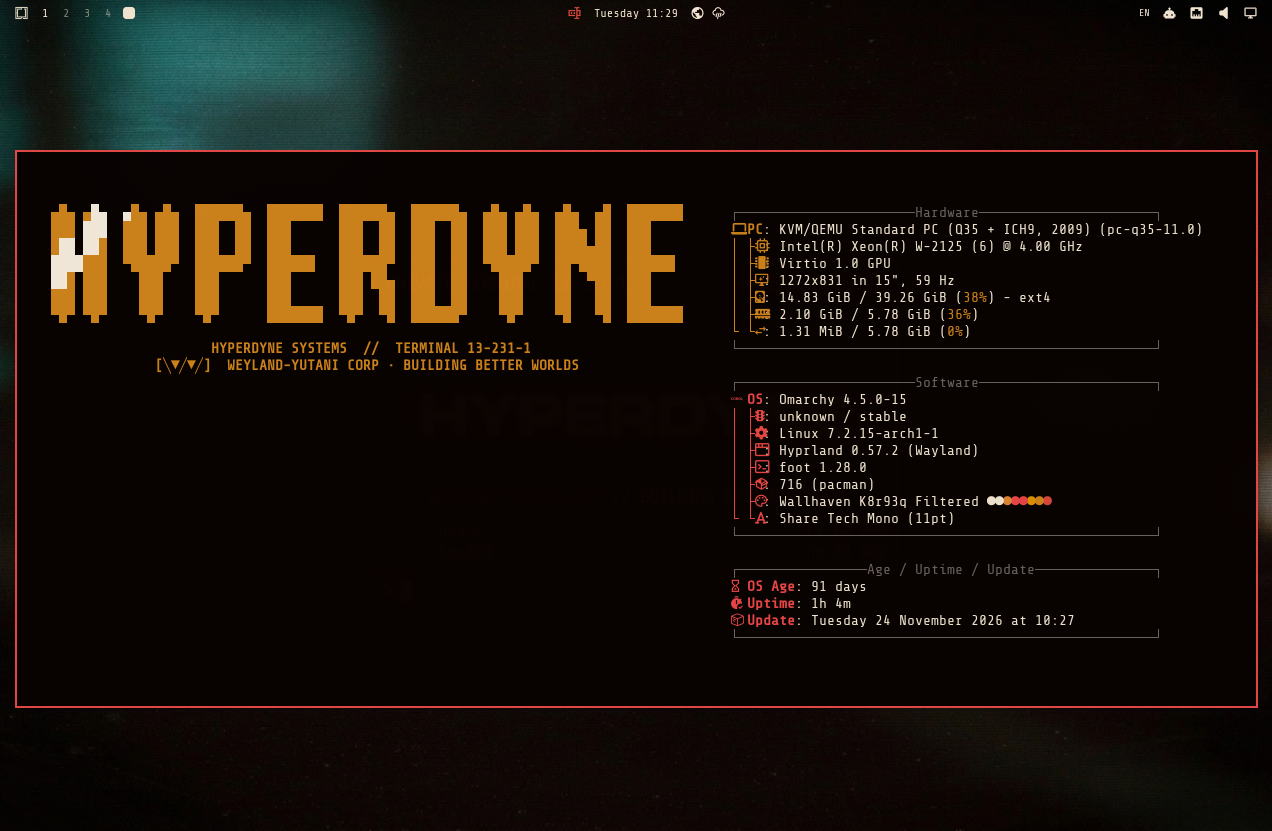 1 2 3 4
Tuesday 11:29
EN
HYPERDYNE
HYPERDYNE SYSTEMS // TERMINAL 13-231-1
[╲▼╱▼╱] WEYLAND-YUTANI CORP · BUILDING BETTER WORLDS
Hardware
PC: KVM/QEMU Standard PC (Q35 + ICH9, 2009) (pc-q35-11.0)
Intel(R) Xeon(R) W-2125 (6) @ 4.00 GHz
Virtio 1.0 GPU
1272x831 in 15", 59 Hz
: 14.83 GiB / 39.26 GiB (38%) - ext4
2.10 GiB / 5.78 GiB (36%)
: 1.31 MiB / 5.78 GiB (0%)
Software
OS: Omarchy 4.5.0-15
: unknown / stable
Linux 7.2.15-arch1-1
Hyprland 0.57.2 (Wayland)
foot 1.28.0
716 (pacman)
Wallhaven K8r93q Filtered
: Share Tech Mono (11pt)
Age / Uptime / Update
OS Age: 91 days
Uptime: 1h 4m
Update: Tuesday 24 November 2026 at 10:27